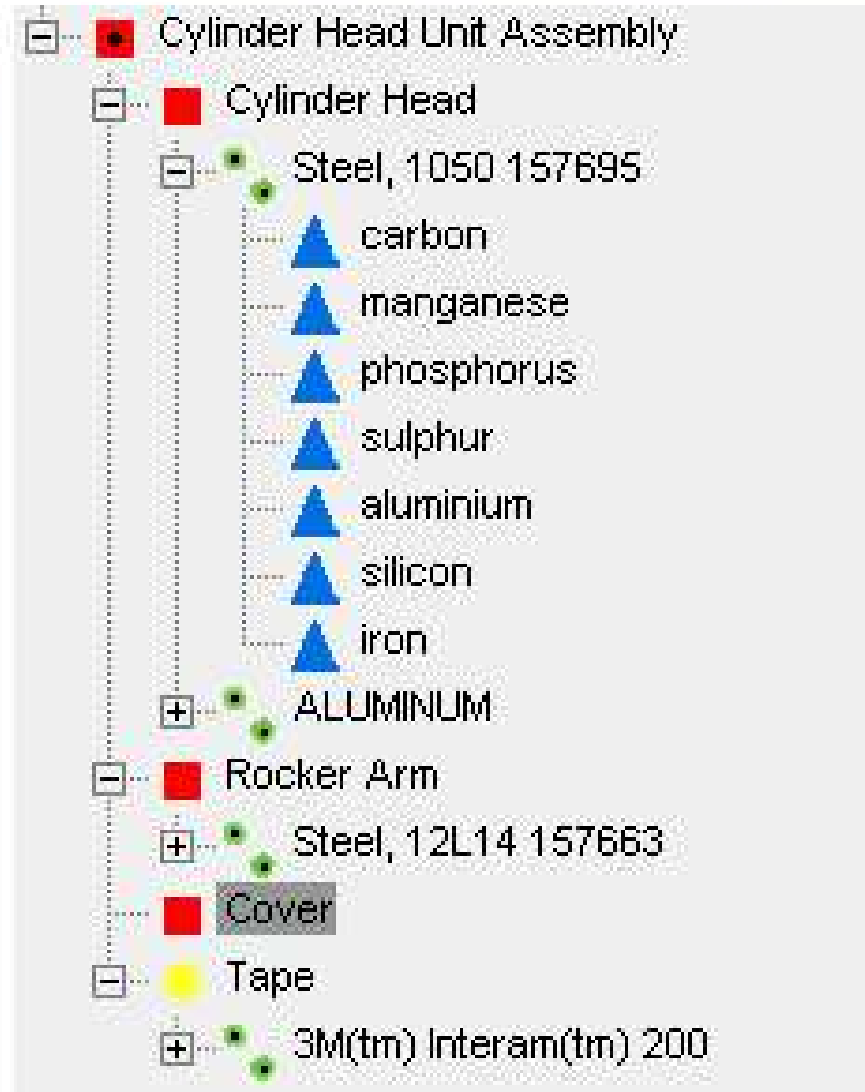 Cylinder Head Unit Assembly
Cylinder Head
Steel, 1050 157695
carbon
manganese
phosphorus
sulphur
aluminium
silicon
iron
ALUMINUM
Rocker Arm
Steel, 12L14 157663
Cover
Tape
3M(tm) Interam(tm) 200